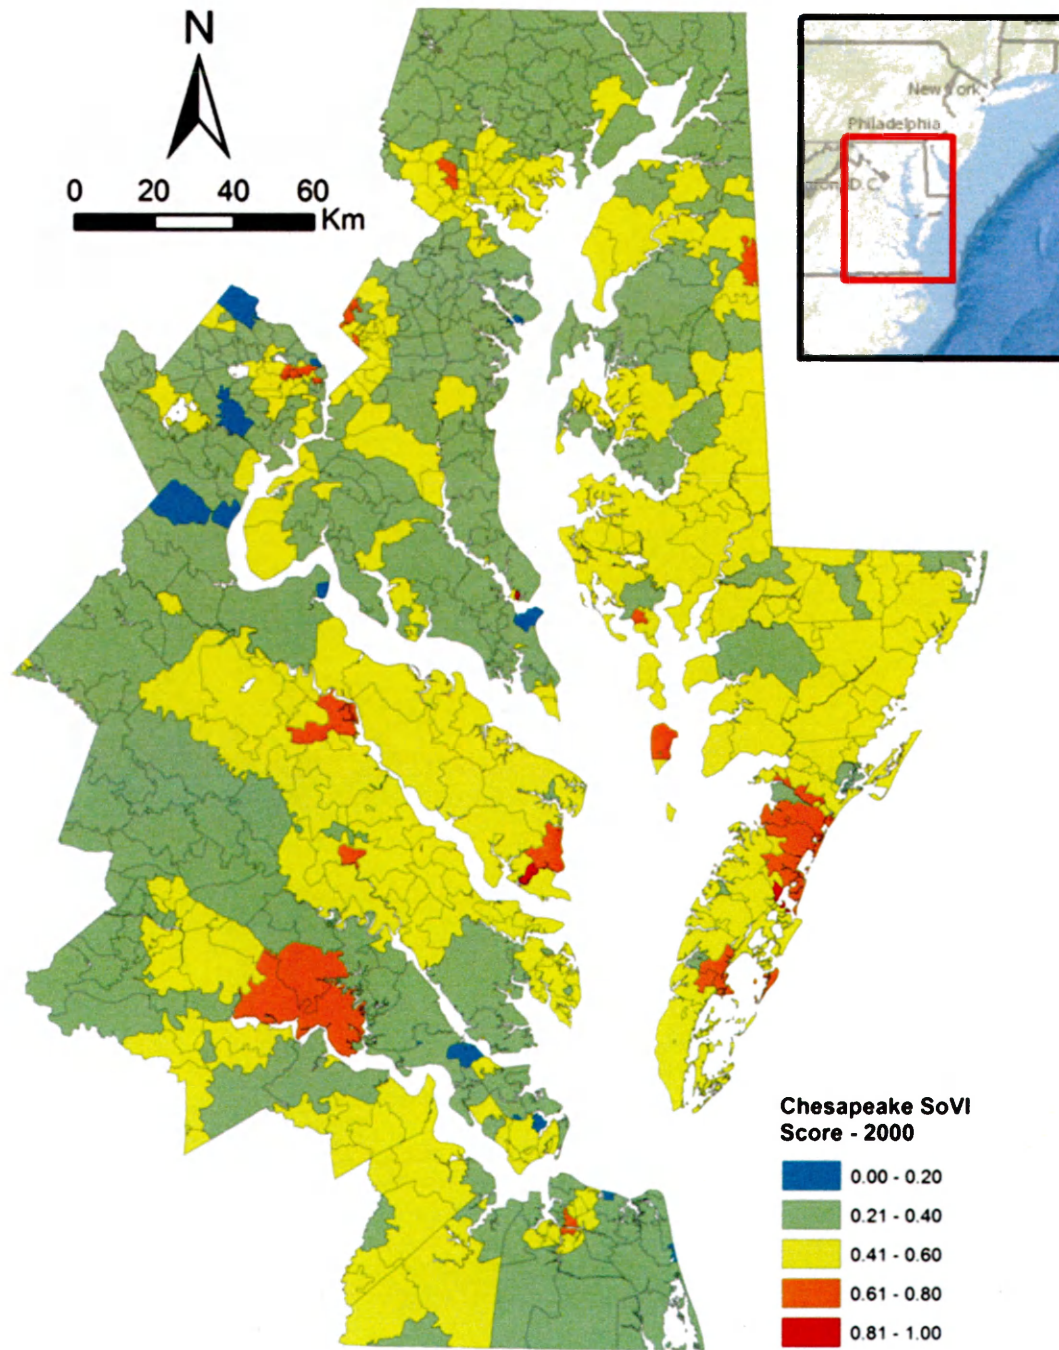 N
0 20 40 60
Km
New York
Philadelphia
D.C.
Chesapeake SoVI
Score - 2000
0.00 - 0.20
0.21 - 0.40
0.41 - 0.60
0.61 - 0.80
0.81 - 1.00